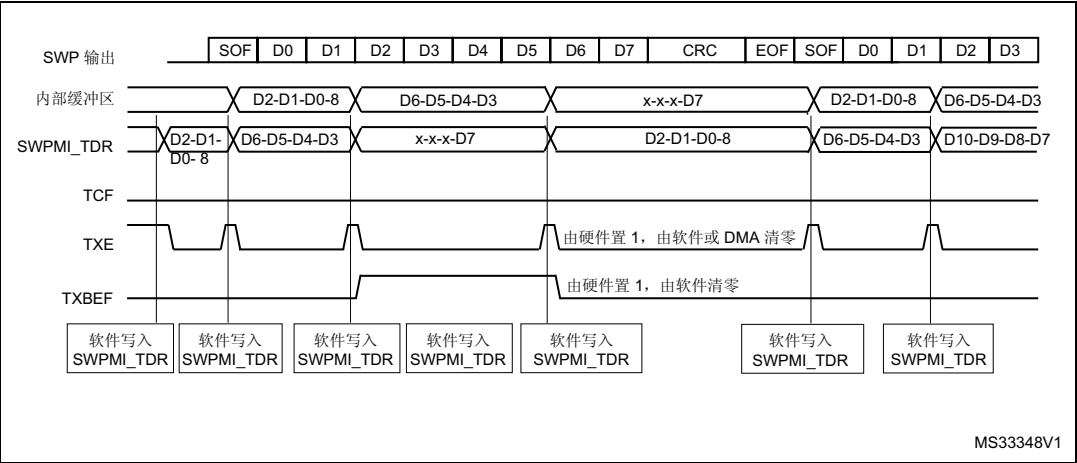 SWP 输出 SOF D0 D1 D2 D3 D4 D5 D6 D7 CRC EOF SOF D0 D1 D2 D3
内部缓冲区 D2-D1-D0-8 D6-D5-D4-D3 x-x-x-D7 D2-D1-D0-8 D6-D5-D4-D3
SWPMI_TDR D2-D1- D6-D5-D4-D3 x-x-x-D7 D2-D1-D0-8 D6-D5-D4-D3 D10-D9-D8-D7
D0- 8
TCF
TXE 由硬件置 1，由软件或 DMA 清零
TXBEF 由硬件置 1，由软件清零
软件写入 软件写入 软件写入 软件写入 软件写入 软件写入 软件写入
SWPMI_TDR SWPMI_TDR SWPMI_TDR SWPMI_TDR SWPMI_TDR SWPMI_TDR SWPMI_TDR
MS33348V1